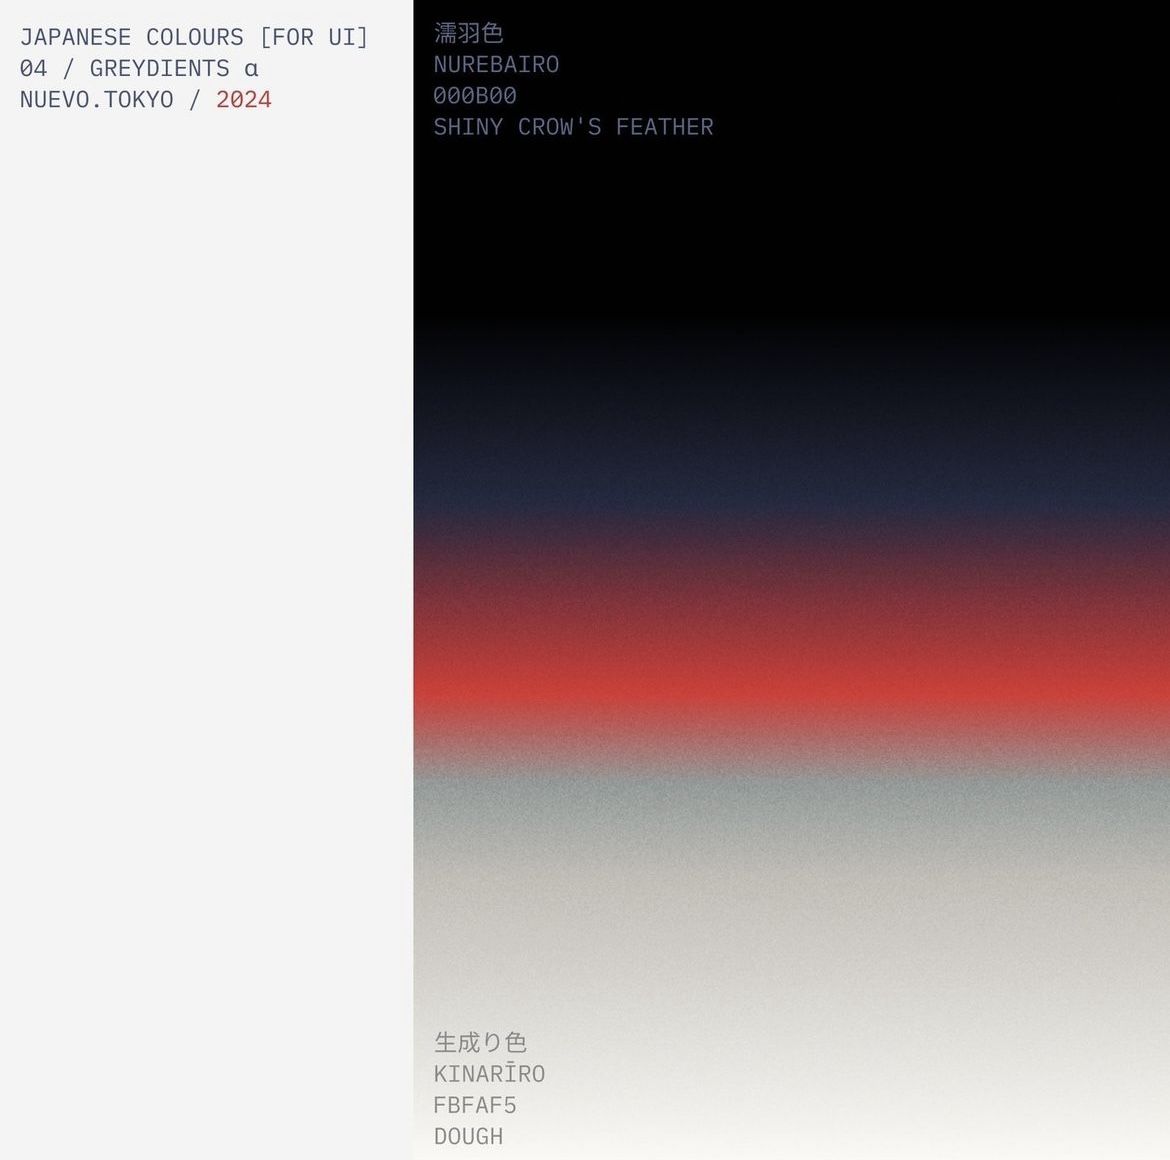 JAPANESE COLOURS [FOR UI]
04 / GREYDIENTS α
NUEVO.TOKYO / 2024
濡羽色
NUREBAIRO
000B00
SHINY CROW'S FEATHER
生成り色
KINARĪRO
FBFAF5
DOUGH